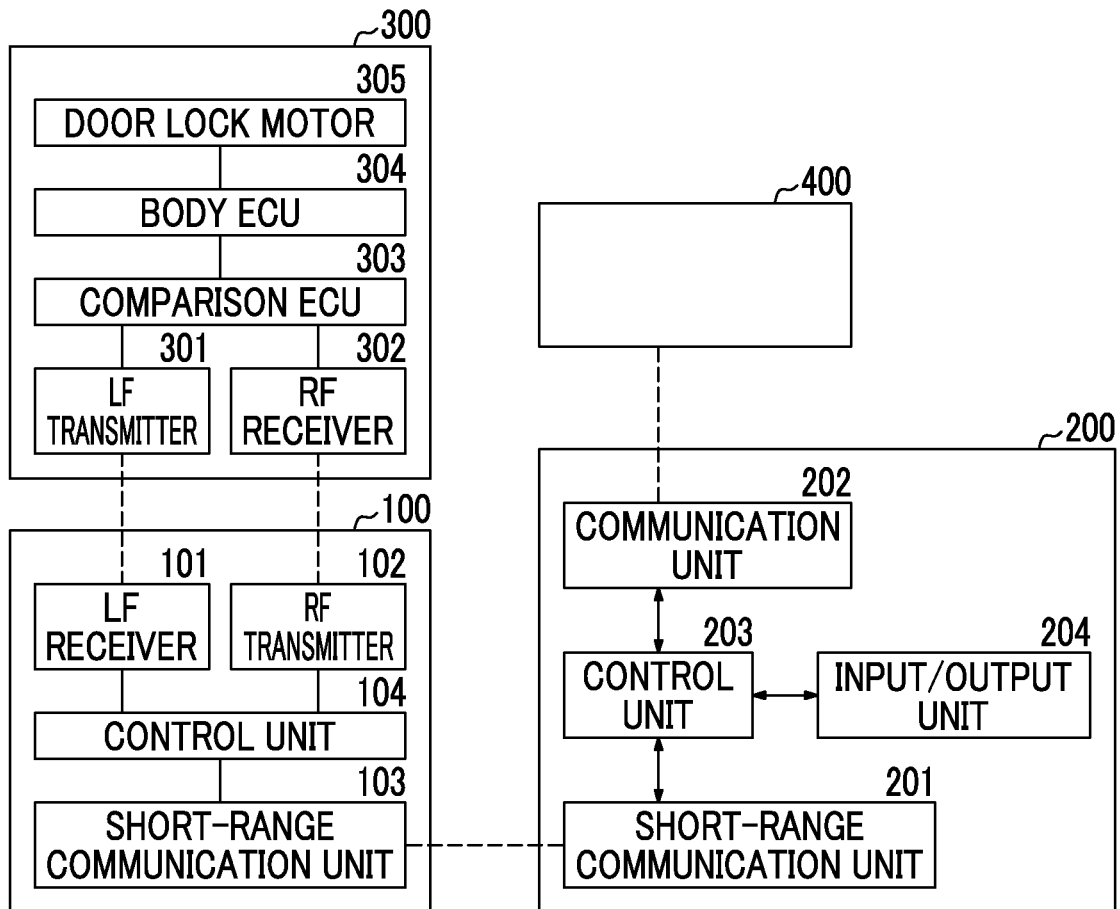 300
305
DOOR LOCK MOTOR
304
BODY ECU
303
COMPARISON ECU
301
LF
TRANSMITTER
302
RF
RECEIVER
100
101
LF
RECEIVER
102
RF
TRANSMITTER
104
CONTROL UNIT
103
SHORT-RANGE
COMMUNICATION UNIT
400
200
202
COMMUNICATION
UNIT
203
CONTROL
UNIT
204
INPUT/OUTPUT
UNIT
201
SHORT-RANGE
COMMUNICATION UNIT